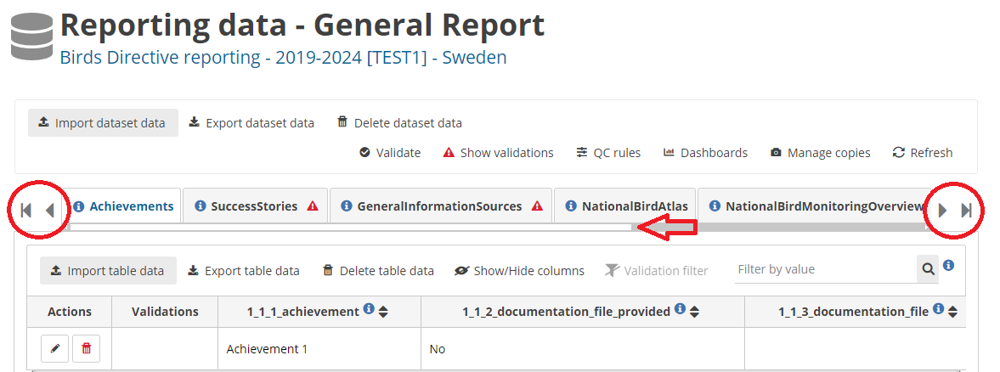 Reporting data - General Report
Birds Directive reporting - 2019-2024 [TEST1] - Sweden
Import dataset data Export dataset data Delete dataset data
Validate Show validations QC rules Dashboards Manage copies Refresh
Achievements SuccessStories GeneralInformationSources NationalBirdAtlas NationalBirdMonitoringOverview
Import table data Export table data Delete table data Show/Hide columns Validation filter Filter by value
Actions Validations 1_1_1_achievement 1_1_2_documentation_file_provided 1_1_3_documentation_file
Achievement 1 No